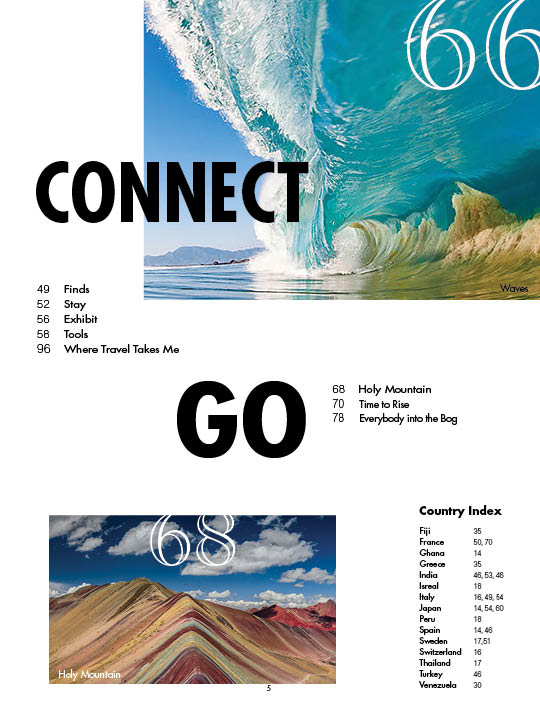 66
CONNECT
Waves
49 Finds
52 Stay
56 Exhibit
58 Tools
96 Where Travel Takes Me
GO
68 Holy Mountain
70 Time to Rise
78 Everybody into the Bog
68
Holy Mountain
Country Index
Fiji 35
France 50, 70
Ghana 14
Greece 35
India 46, 53, 46
Isreal 18
Italy 16, 49, 54
Japan 14, 54, 60
Peru 18
Spain 14, 46
Sweden 17,51
Switzerland 16
Thailand 17
Turkey 46
Venezuela 30
5